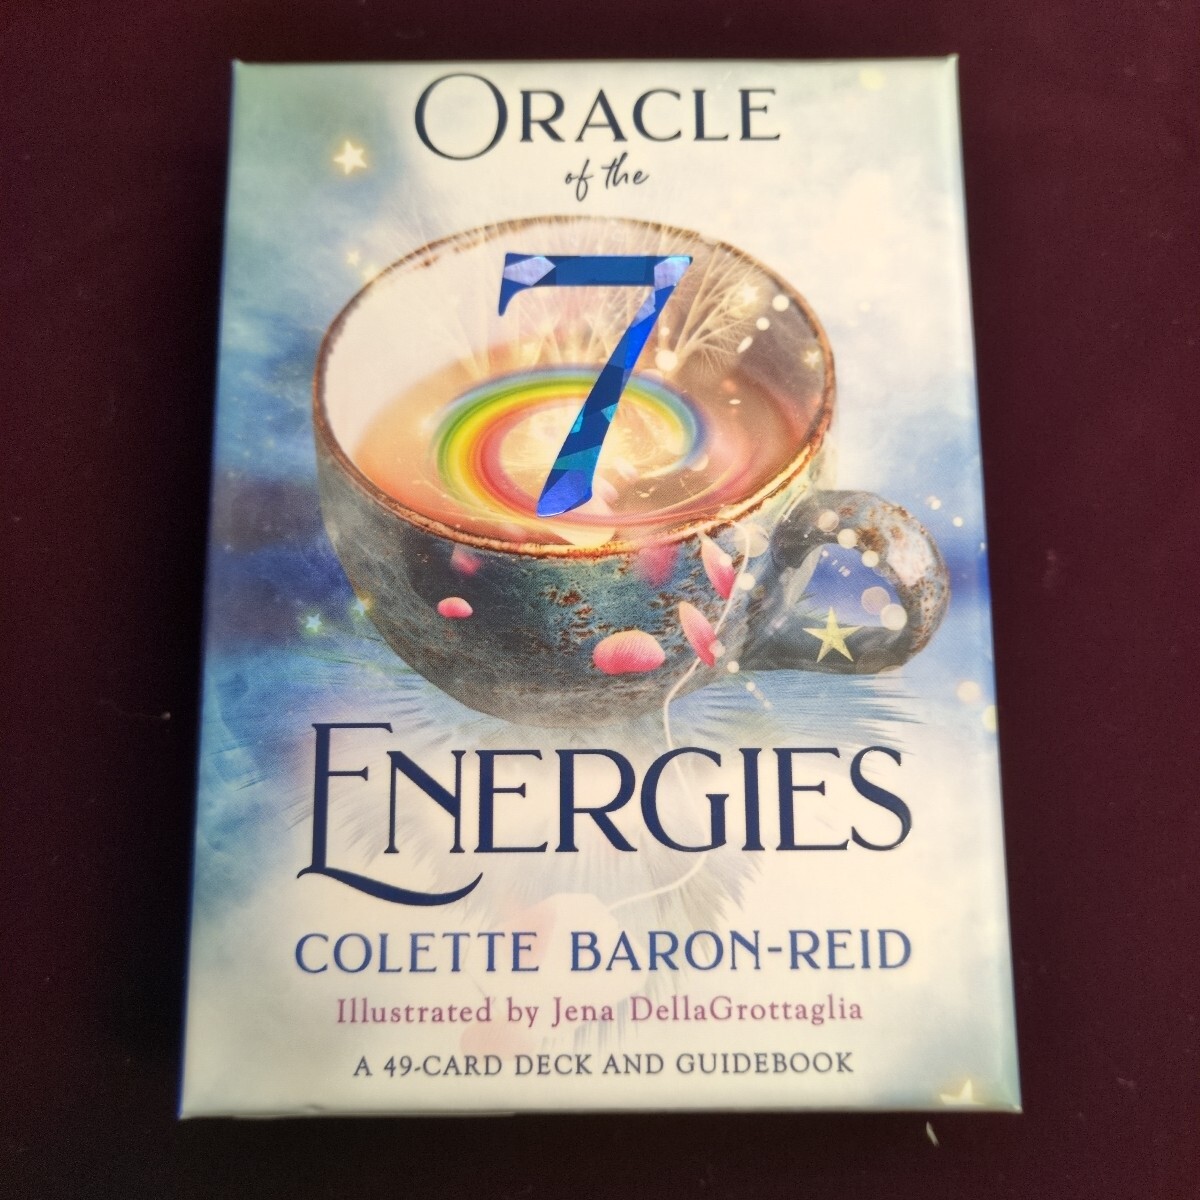 ORACLE
of the
7
ENERGIES
COLETTE BARON-REID
Illustrated by Jena DellaGrottaglia
A 49-CARD DECK AND GUIDEBOOK